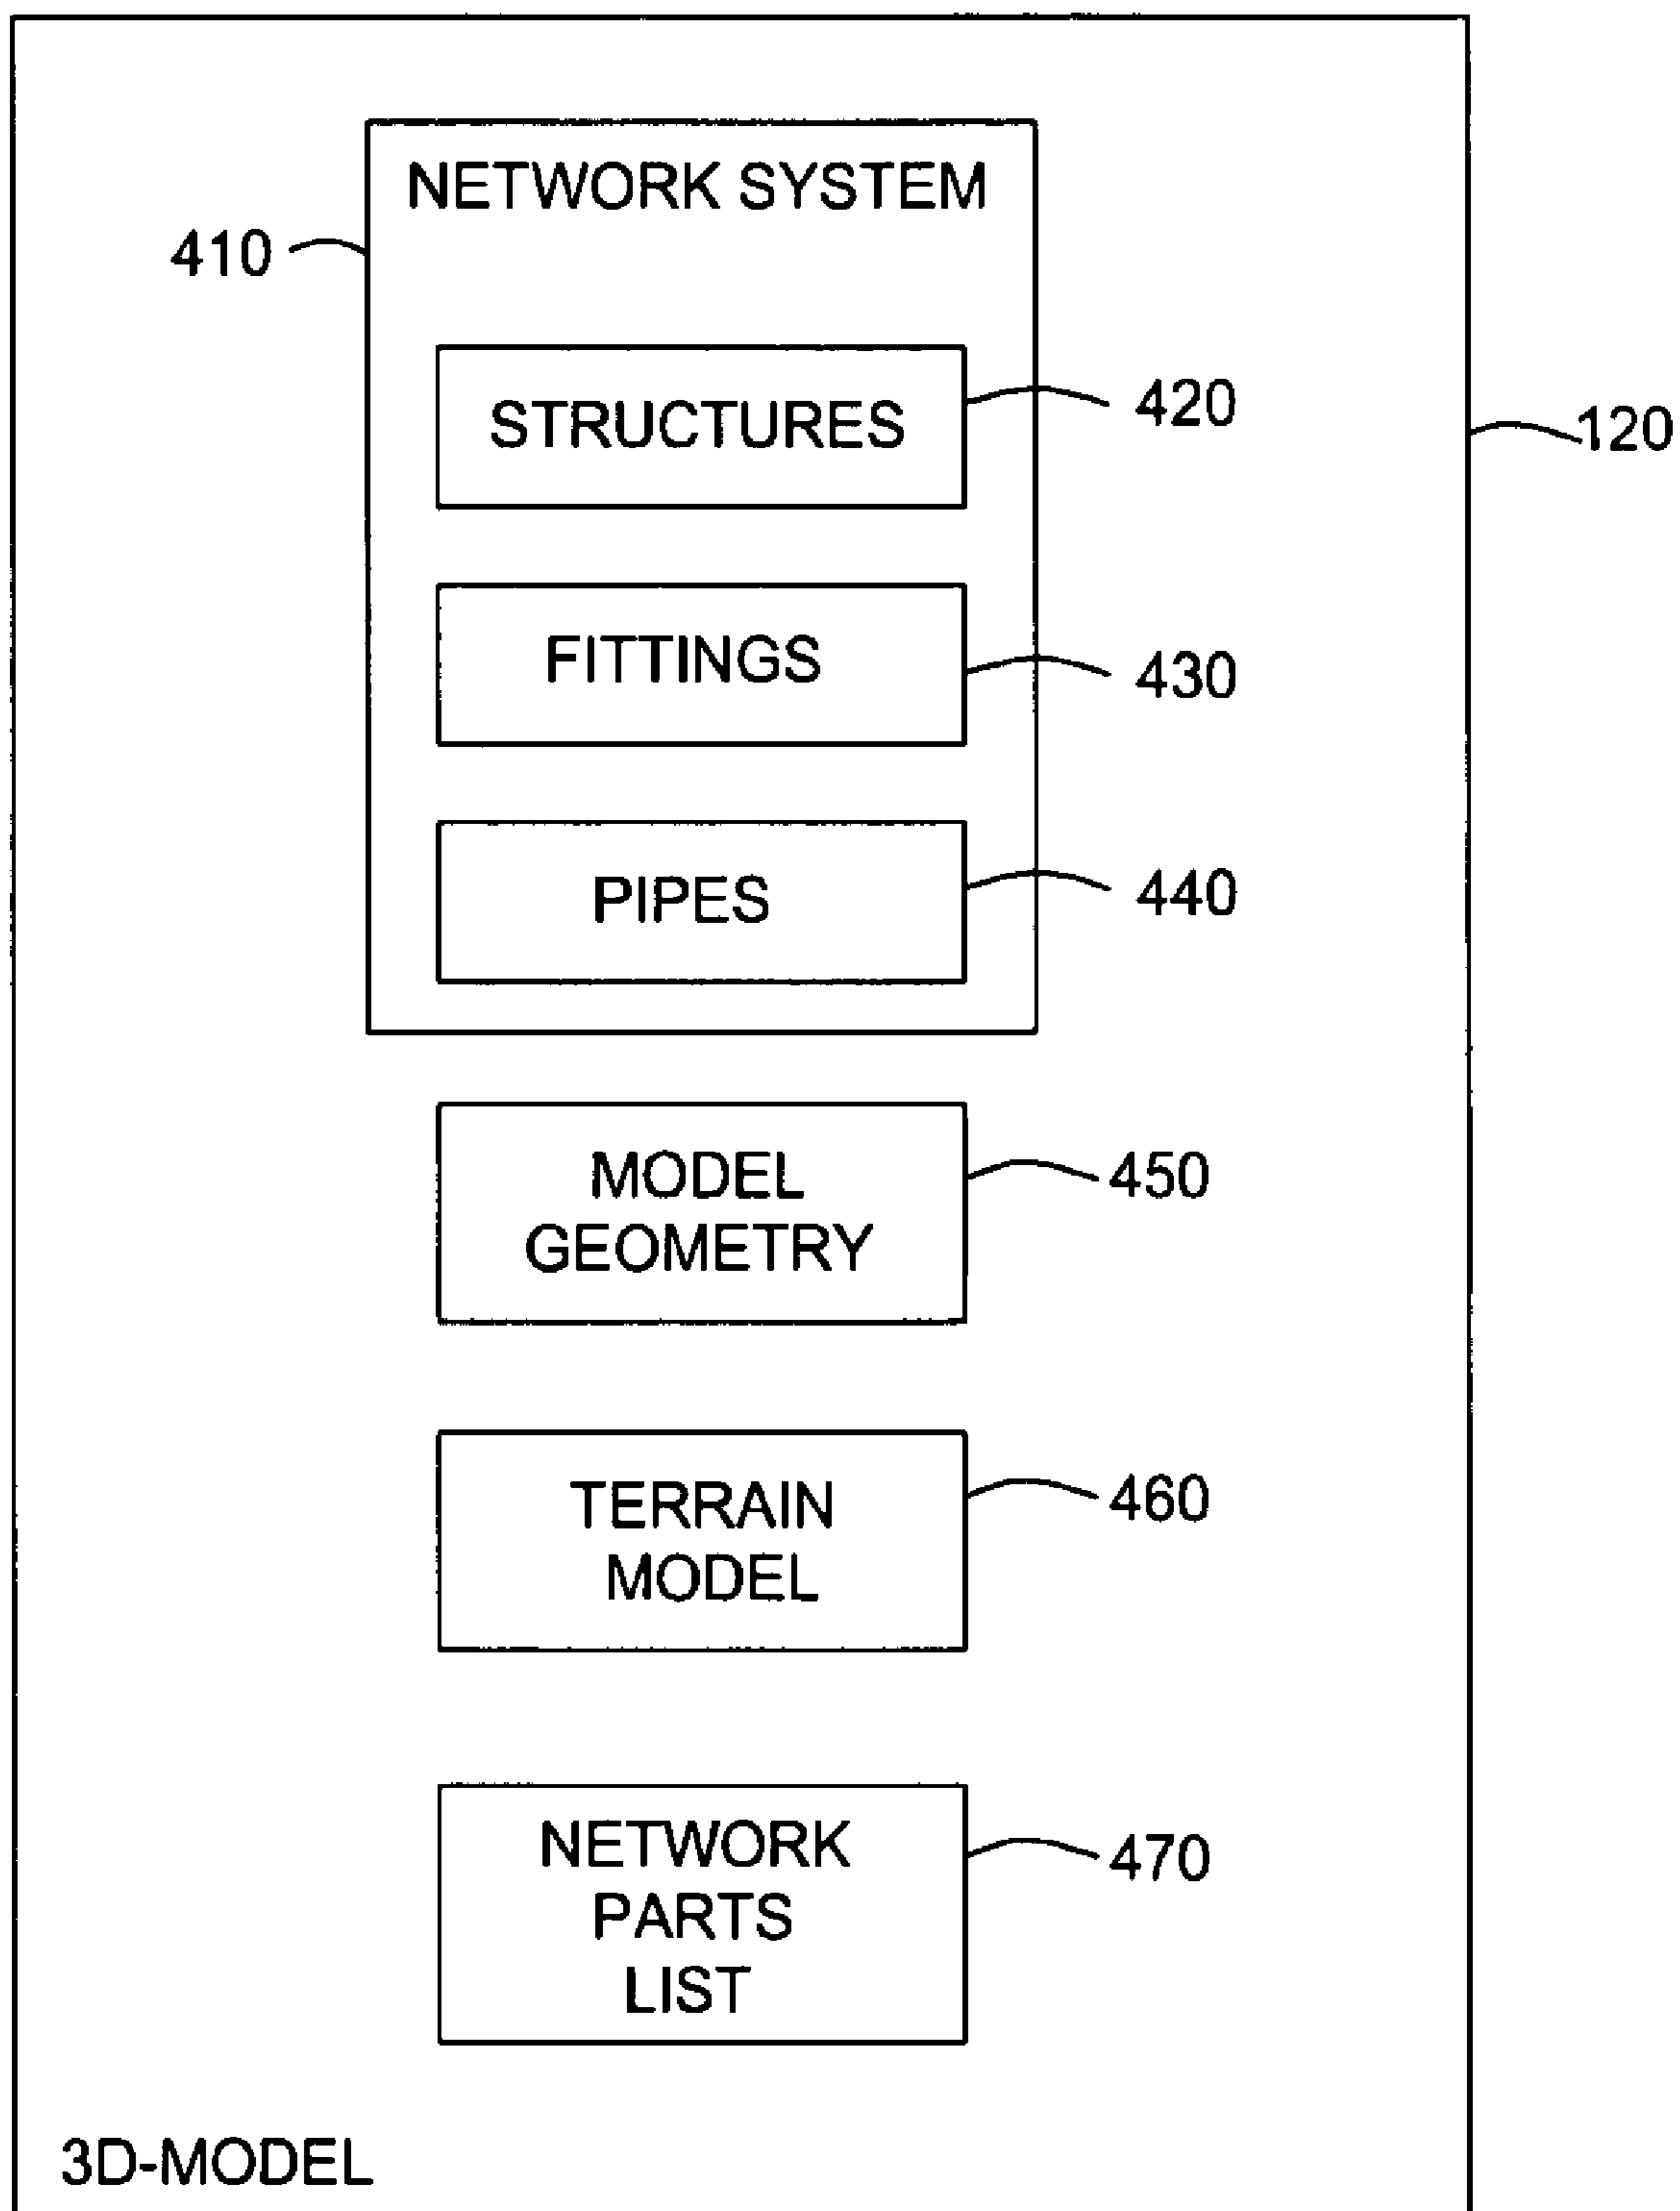 NETWORK SYSTEM
410
STRUCTURES
420
120
FITTINGS
430
PIPES
440
MODEL
GEOMETRY
450
TERRAIN
MODEL
460
NETWORK
PARTS
LIST
470
3D-MODEL